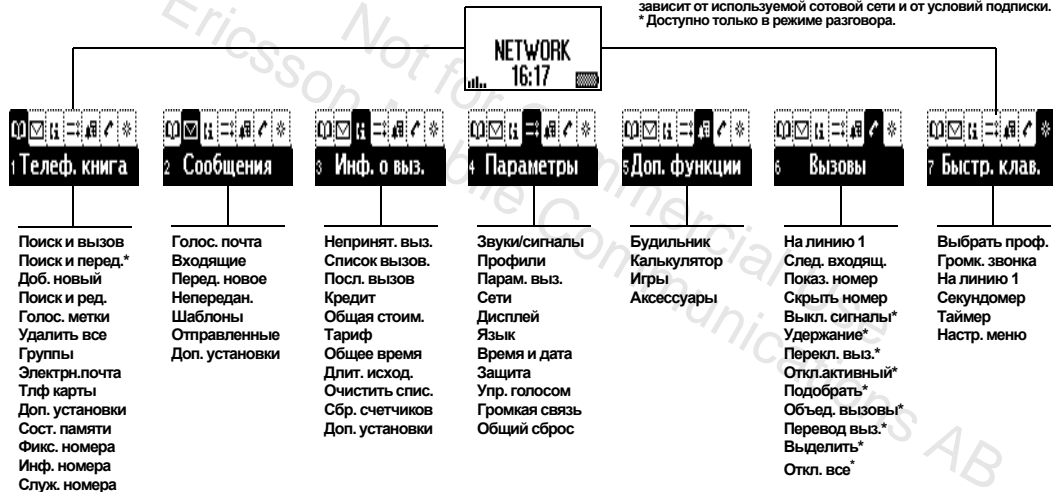 зависит от используемой сотовой сети и от условий подписки.
* Доступно только в режиме разговора.
NETWORK
16:17
1 Телеф. книга
Поиск и вызов
Поиск и перед.*
Доб. новый
Поиск и ред.
Голос. метки
Удалить все
Группы
Электрн.почта
Тлф карты
Доп. установки
Сост. памяти
Фикс. номера
Инф. номера
Служ. номера
2 Сообщения
Голос. почта
Входящие
Перед. новое
Непередан.
Шаблоны
Отправленные
Доп. установки
3 Инф. о выз.
Непринят. выз.
Список вызов.
Посл. вызов
Кредит
Общая стоим.
Тариф
Общее время
Длит. исход.
Очистить спис.
Сбр. счетчиков
Доп. установки
4 Параметры
Звуки/сигналы
Профили
Парам. выз.
Сети
Дисплей
Язык
Время и дата
Защита
Упр. голосом
Громкая связь
Общий сброс
5 Доп. функции
Будильник
Калькулятор
Игры
Аксессуары
6 Вызовы
На линию 1
След. входящ.
Показ. номер
Скрыть номер
Выкл. сигналы*
Удержание*
Перекл. выз.*
Откл.активный*
Подобрать*
Объед. вызовы*
Перевод выз.*
Выделить*
Откл. все*
7 Быстр. клав.
Выбрать проф.
Громк. звонка
На линию 1
Секундомер
Таймер
Настр. меню
Not for Commercial Use
Ericsson Mobile Communications AB